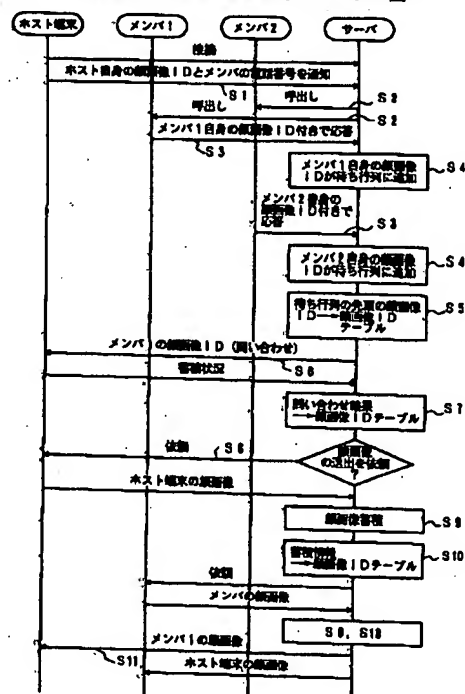 ホスト端末
メンバ1
メンバ2
サーバ
接続
ホスト自身の顔画像IDとメンバの電話番号を通知
S1
呼出し
S2
呼出し
S2
メンバ1自身の顔画像ID付きで応答
S3
メンバ1自身の顔画像
IDが待ち行列に追加
S4
メンバ2自身の
顔画像ID付きで
応答
S3
メンバ2自身の顔画像
IDが待ち行列に追加
S4
待ち行列の先頭の顔画像
ID→顔画像ID
テーブル
S5
メンバ1の顔画像ID(問い合わせ)
S6
蓄積状況
問い合わせ結果
→顔画像IDテーブル
S7
顔画像
の送出を依頼
?
依頼
ホスト端末の顔画像
顔画像蓄積
S9
蓄積情報
→顔画像IDテーブル
S10
依頼
メンバの顔画像
メンバ1の顔画像
S11
ホスト端末の顔画像